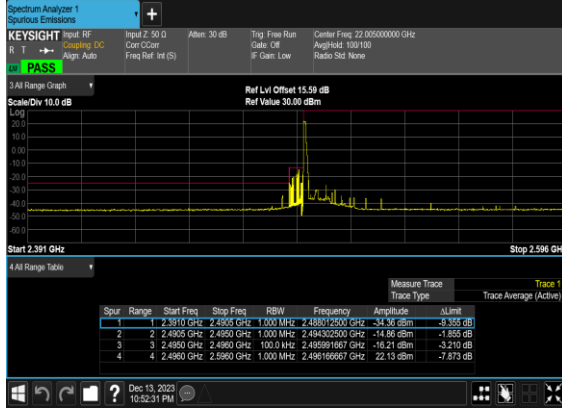 Spectrum Analyzer 1
Spurious Emissions
+
KEYSIGHT Input: RF Input Z: 50 Ω Atten: 30 dB Trig: Free Run Center Freq: 22.005000000 GHz
R T Coupling: DC Corr CCorr Gate: Off Avg|Hold: 100/100
Align: Auto Freq Ref: Int (S) IF Gain: Low Radio Std: None
PASS
3 All Range Graph
Ref Lvl Offset 15.59 dB
Scale/Div 10.0 dB Ref Value 30.00 dBm
Log
20.0
10.0
0.00
-10.0
-20.0
-30.0
-40.0
-50.0
-60.0
Start 2.391 GHz Stop 2.596 GH
4 All Range Table
Measure Trace Trace 1
Trace Type Trace Average (Active)
Spur Range Start Freq Stop Freq RBW Frequency Amplitude ΔLimit
1 1 2.3910 GHz 2.4905 GHz 1.000 MHz 2.488012500 GHz -34.36 dBm -9.355 dB
2 2 2.4905 GHz 2.4950 GHz 1.000 MHz 2.494302500 GHz -14.86 dBm -1.855 dB
3 3 2.4950 GHz 2.4960 GHz 100.0 kHz 2.495991667 GHz -16.21 dBm -3.210 dB
4 4 2.4960 GHz 2.5960 GHz 1.000 MHz 2.496166667 GHz 22.13 dBm -7.873 dB
? Dec 13, 2023
10:52:31 PM